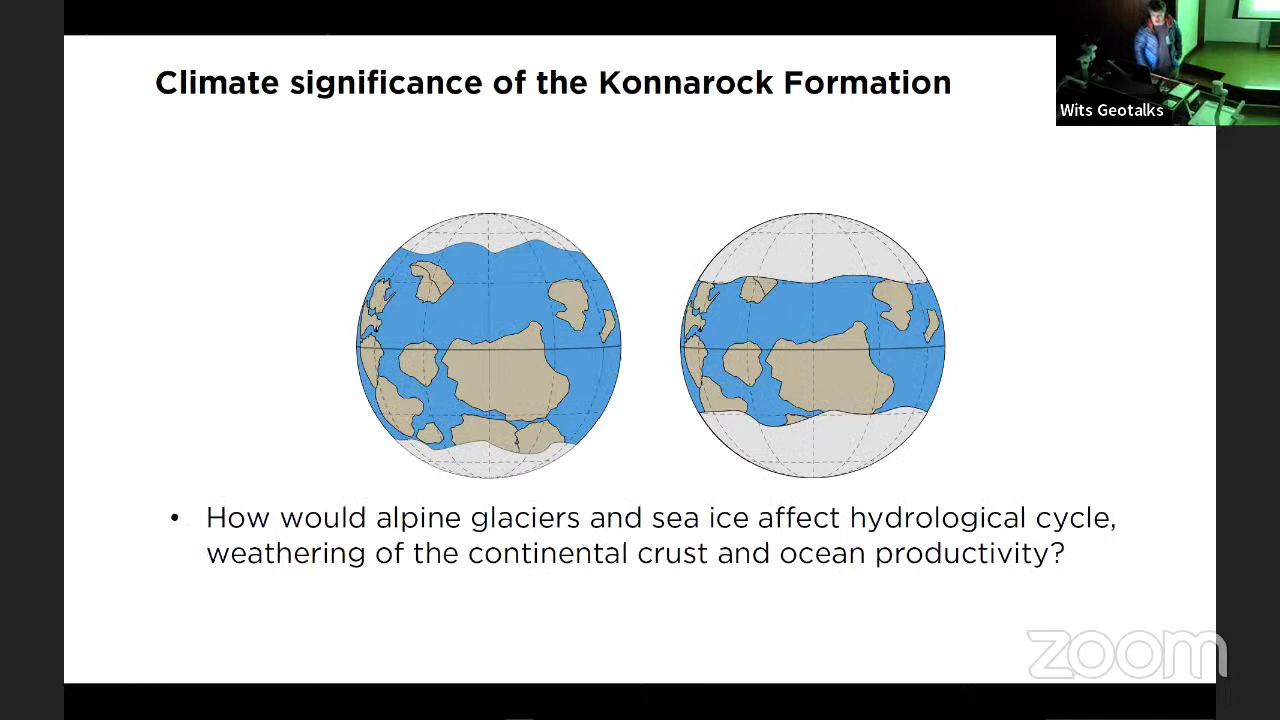 Climate significance of the Konnarock Formation
Wits Geotalks
• How would alpine glaciers and sea ice affect hydrological cycle,
weathering of the continental crust and ocean productivity?
zoom